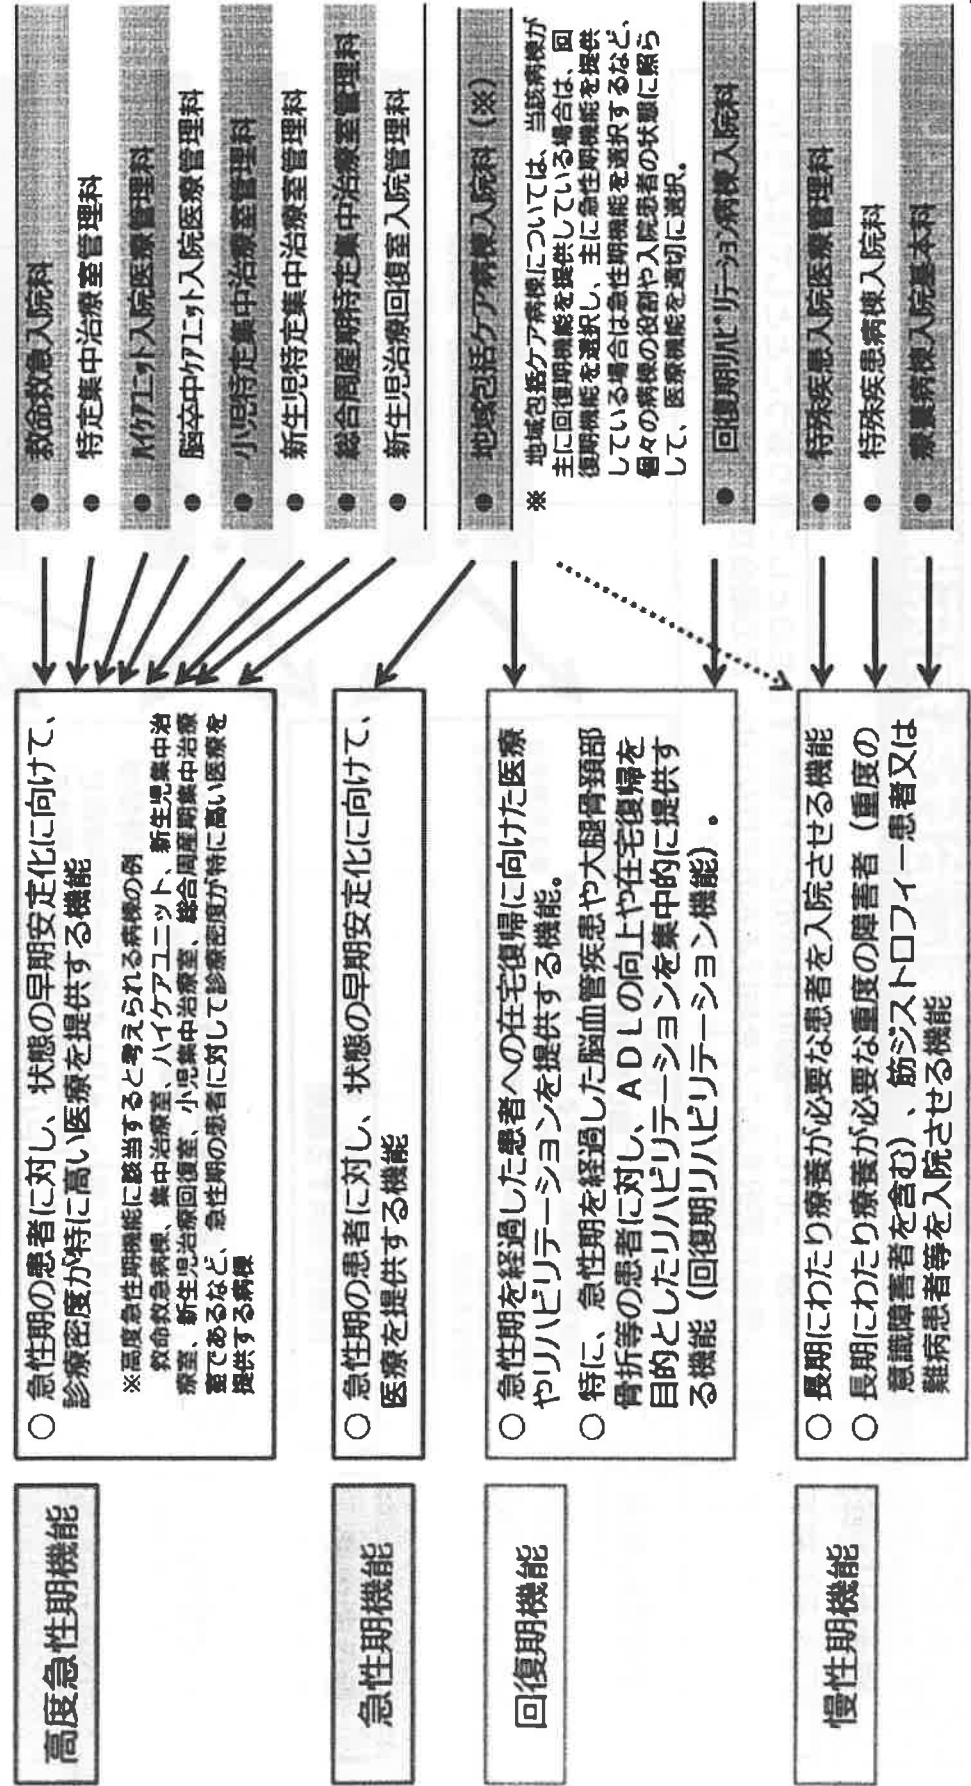 高度急性期機能
○ 急性期の患者に対し、状態の早期安定化に向けて、
診療密度が特に高い医療を提供する機能
※高度急性期機能に該当すると考えられる病棟の例
救命救急病棟、集中治療室、ハイケアユニット、新生児集中治
療室、新生児治療回復室、小児集中治療室、総合周産期集中治療
室であるなど、急性期の患者に対して診療密度が特に高い医療を
提供する病棟
● 救命救急入院料
● 特定集中治療室管理料
● ﾊｲｹｱﾕﾆｯﾄ入院医療管理料
● 脳卒中ｹｱﾕﾆｯﾄ入院医療管理料
● 小児特定集中治療室管理料
● 新生児特定集中治療室管理料
● 総合周産期特定集中治療室管理料
● 新生児治療回復室入院管理料
急性期機能
○ 急性期の患者に対し、状態の早期安定化に向けて、
医療を提供する機能
● 地域包括ケア病棟入院料（※）
※ 地域包括ケア病棟については、当該病棟が
主に回復期機能を提供している場合は、回
復期機能を選択し、主に急性期機能を提供
している場合は急性期機能を選択するなど、
個々の病棟の役割や入院患者の状態に照ら
して、医療機能を適切に選択。
回復期機能
○ 急性期を経過した患者への在宅復帰に向けた医療
やリハビリテーションを提供する機能。
○ 特に、急性期を経過した脳血管疾患や大腿骨頚部
骨折等の患者に対し、ＡＤＬの向上や在宅復帰を
目的としたリハビリテーションを集中的に提供す
る機能（回復期リハビリテーション機能）。
● 回復期ﾘﾊﾋﾞﾘﾃｰｼｮﾝ病棟入院料
慢性期機能
○ 長期にわたり療養が必要な患者を入院させる機能
○ 長期にわたり療養が必要な重度の障害者（重度の
意識障害者を含む）、筋ジストロフィー患者又は
難病患者等を入院させる機能
● 特殊疾患入院医療管理料
● 特殊疾患病棟入院料
● 療養病棟入院基本料